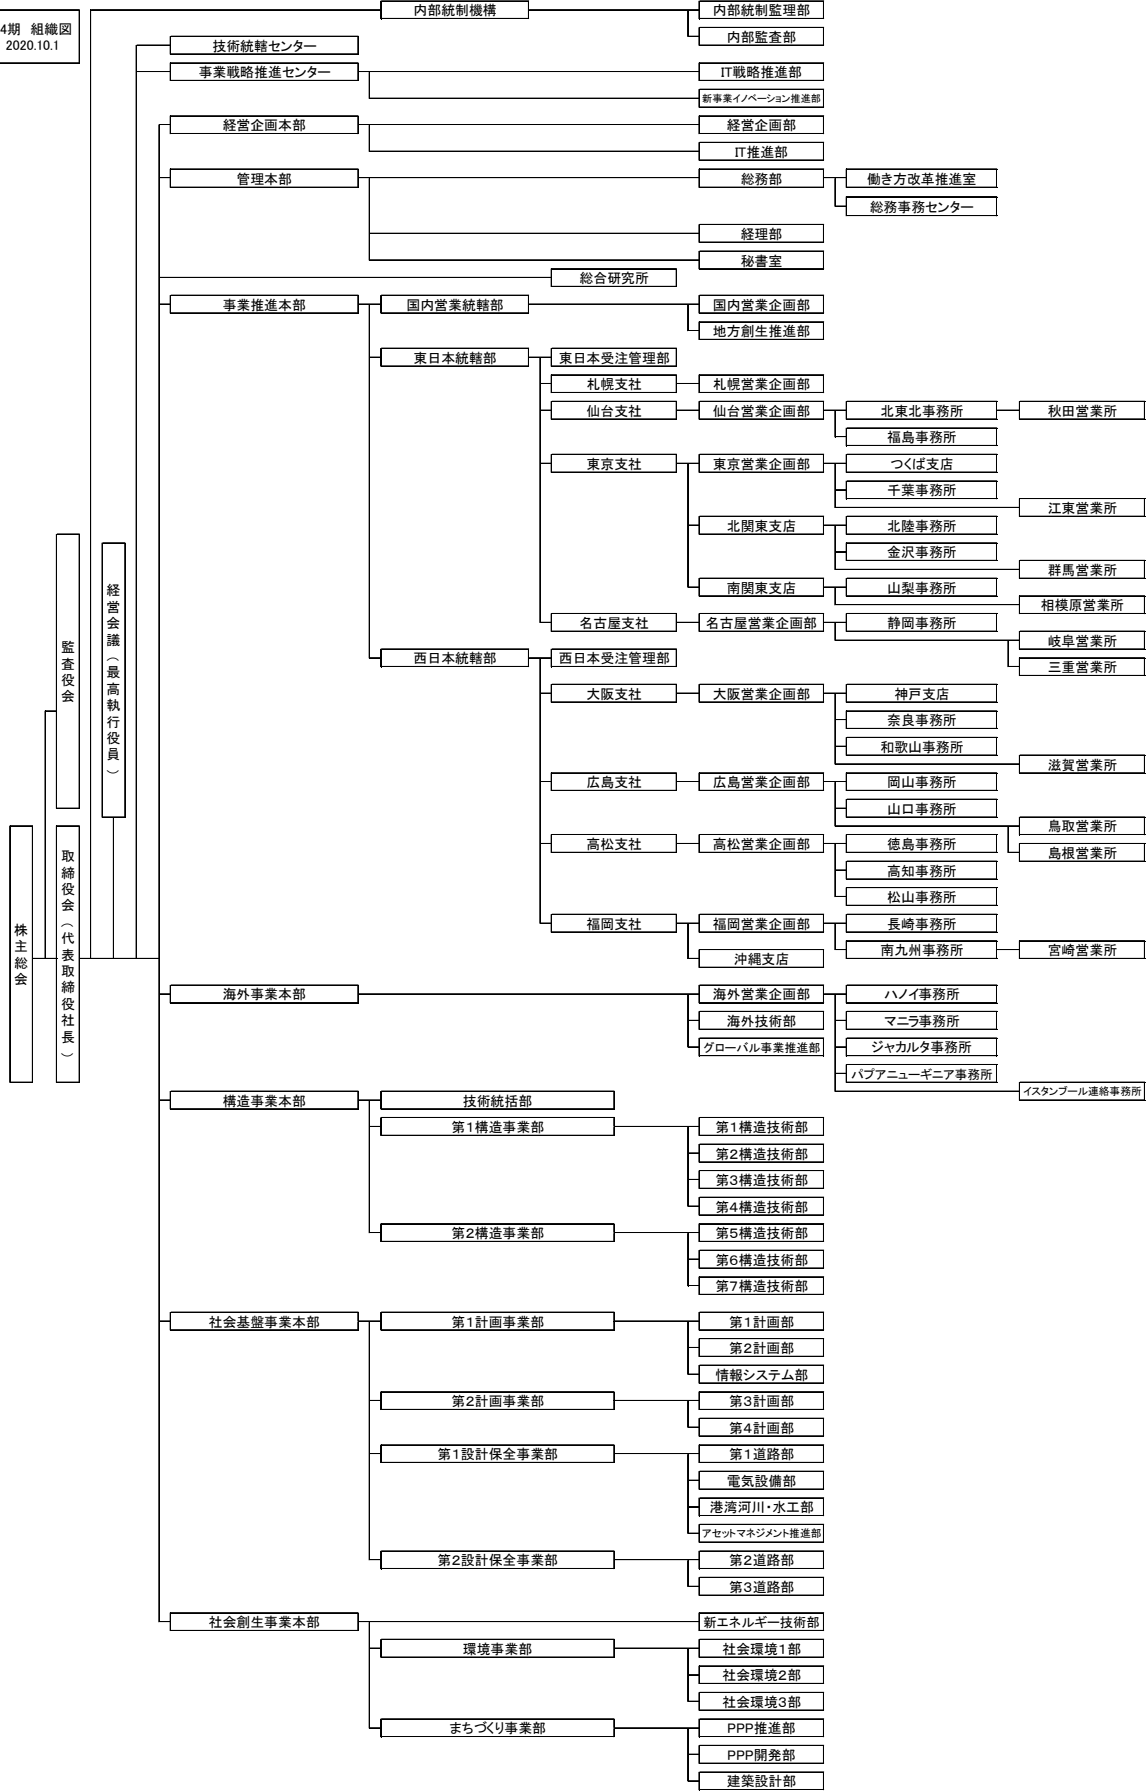 4期 組織図
2020.10.1
内部統制機構
内部統制監理部
内部監査部
技術統轄センター
事業戦略推進センター
IT戦略推進部
新事業イノベーション推進部
経営企画本部
経営企画部
IT推進部
管理本部
総務部
働き方改革推進室
総務事務センター
経理部
秘書室
総合研究所
事業推進本部
国内営業統轄部
国内営業企画部
地方創生推進部
東日本統轄部
東日本受注管理部
札幌支社
札幌営業企画部
仙台支社
仙台営業企画部
北東北事務所
秋田営業所
福島事務所
東京支社
東京営業企画部
つくば支店
千葉事務所
江東営業所
北関東支店
北陸事務所
金沢事務所
群馬営業所
南関東支店
山梨事務所
相模原営業所
名古屋支社
名古屋営業企画部
静岡事務所
岐阜営業所
三重営業所
西日本統轄部
西日本受注管理部
大阪支社
大阪営業企画部
神戸支店
奈良事務所
和歌山事務所
滋賀営業所
広島支社
広島営業企画部
岡山事務所
山口事務所
鳥取営業所
島根営業所
高松支社
高松営業企画部
徳島事務所
高知事務所
松山事務所
福岡支社
福岡営業企画部
長崎事務所
南九州事務所
宮崎営業所
沖縄支店
株主総会
監査役会
取締役会(代表取締役社長)
経営会議(最高執行役員)
海外事業本部
海外営業企画部
ハノイ事務所
海外技術部
マニラ事務所
グローバル事業推進部
ジャカルタ事務所
パプアニューギニア事務所
イスタンブール連絡事務所
構造事業本部
技術統括部
第1構造事業部
第1構造技術部
第2構造技術部
第3構造技術部
第4構造技術部
第2構造事業部
第5構造技術部
第6構造技術部
第7構造技術部
社会基盤事業本部
第1計画事業部
第1計画部
第2計画部
情報システム部
第2計画事業部
第3計画部
第4計画部
第1設計保全事業部
第1道路部
電気設備部
港湾河川・水工部
アセットマネジメント推進部
第2設計保全事業部
第2道路部
第3道路部
社会創生事業本部
新エネルギー技術部
環境事業部
社会環境1部
社会環境2部
社会環境3部
まちづくり事業部
PPP推進部
PPP開発部
建築設計部